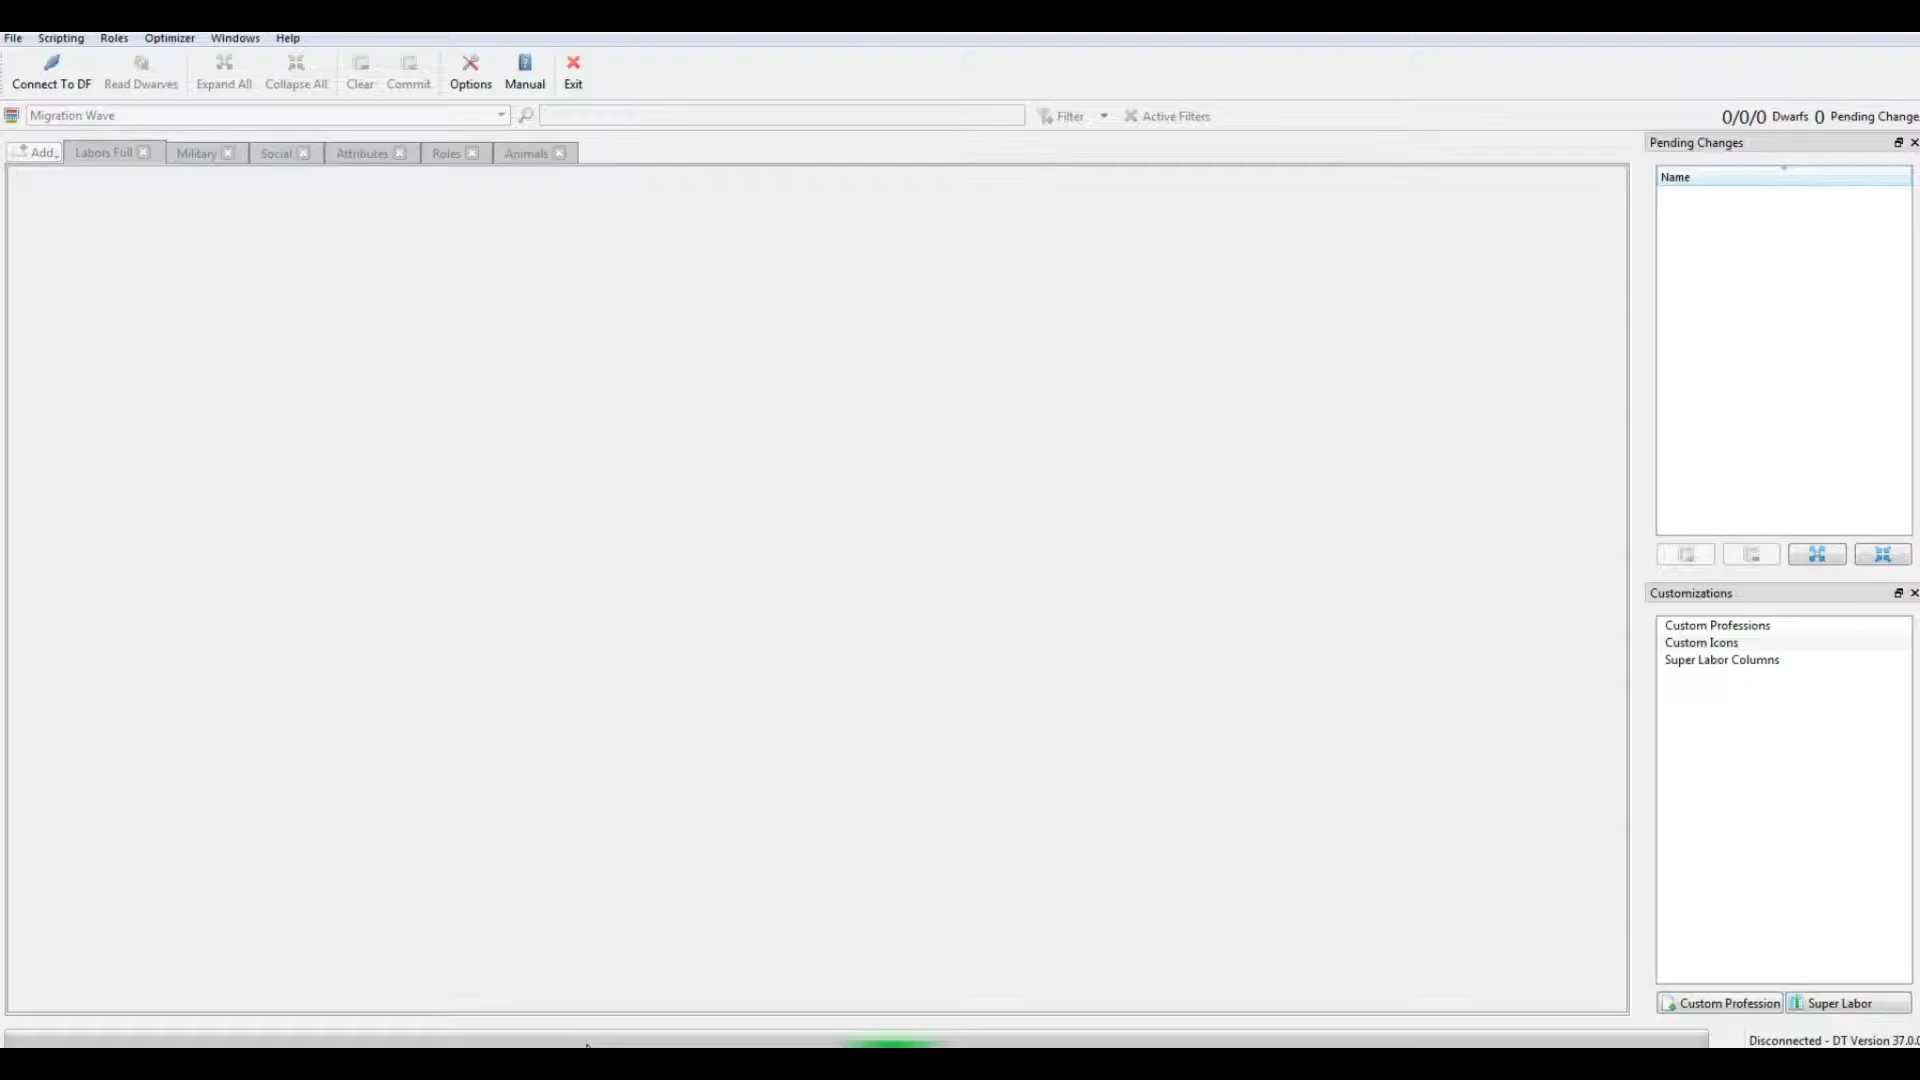 File Scripting Roles Optimizer Windows Help
Connect To DF Read Dwarves Expand All Collapse All Clear Commit Options Manual Exit
Migration Wave Filter Active Filters 0/0/0 Dwarfs 0 Pending Change
Add Labors Full Military Social Attributes Roles Animals
Pending Changes
Name
Customizations
Custom Professions
Custom Icons
Super Labor Columns
Custom Profession Super Labor
Disconnected - DT Version 37.0.0